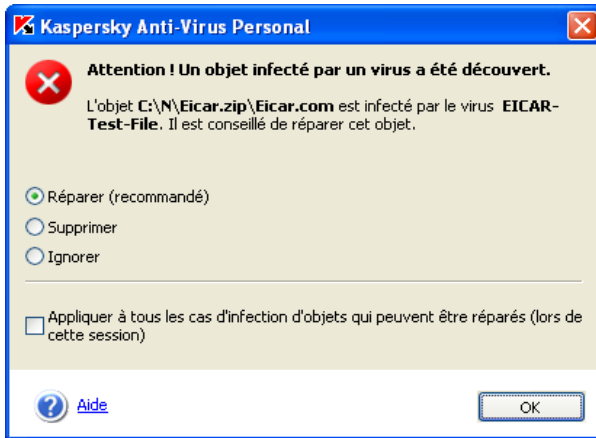 Kaspersky Anti-Virus Personal
Attention ! Un objet infecté par un virus a été découvert.
L'objet C:\N\Eicar.zip\Eicar.com est infecté par le virus EICAR-
Test-File. Il est conseillé de réparer cet objet.
Réparer (recommandé)
Supprimer
Ignorer
Appliquer à tous les cas d'infection d'objets qui peuvent être réparés (lors de
cette session)
Aide
OK